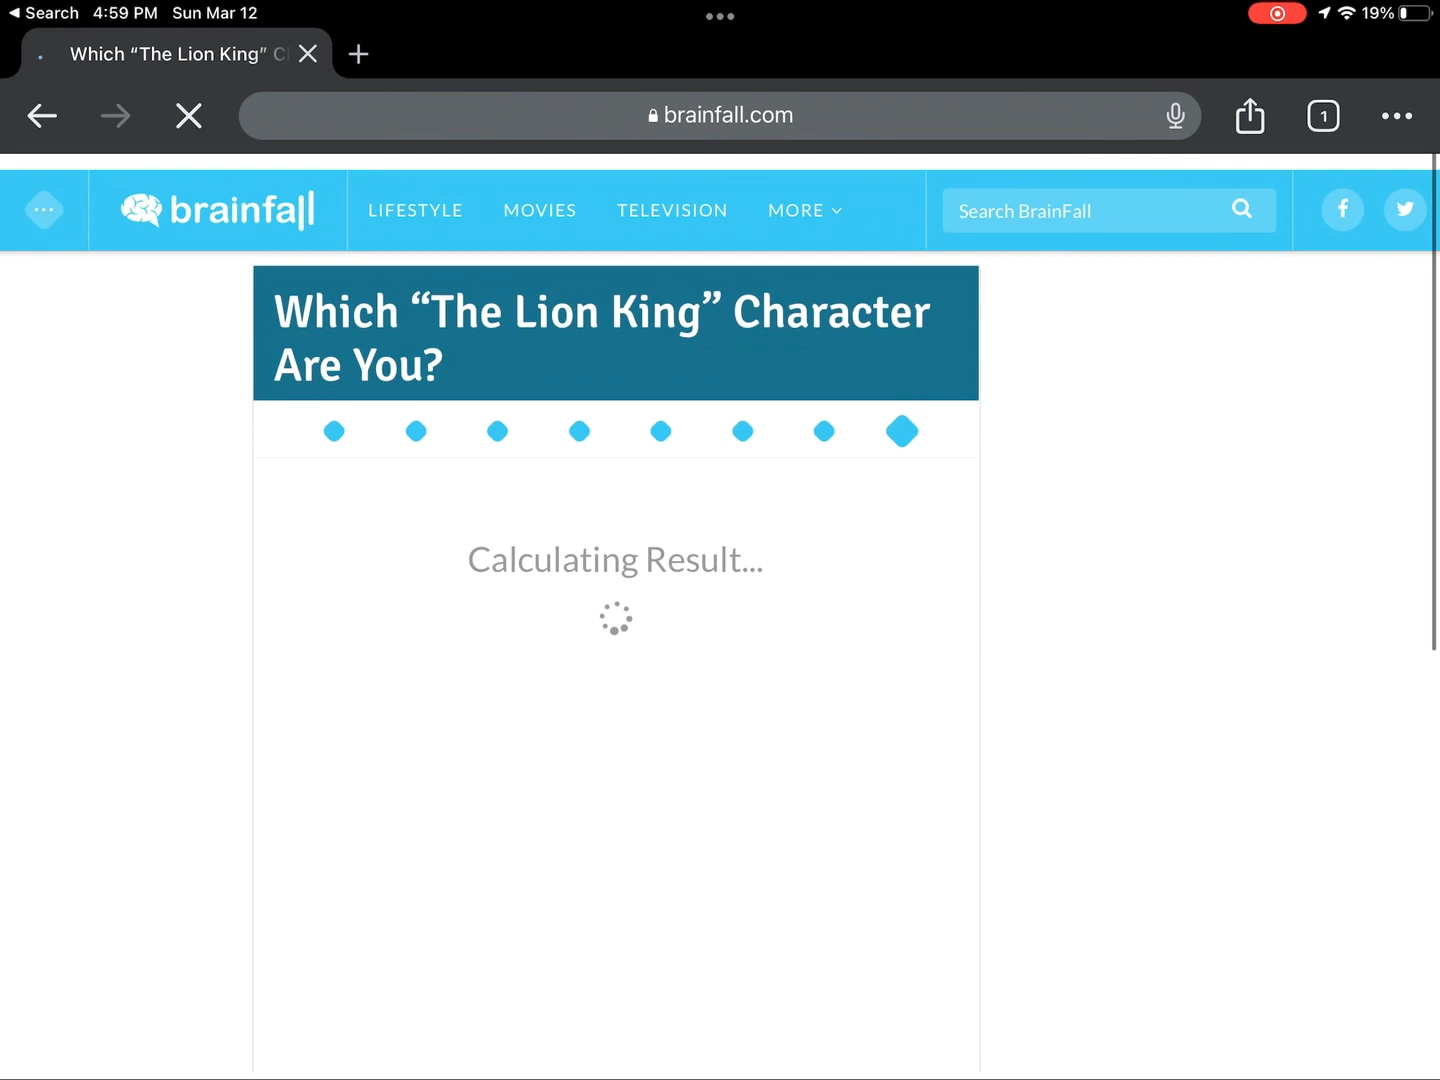 Search 4:59 PM Sun Mar 12
19%
Which “The Lion King” C
brainfall.com
1
brainfall
LIFESTYLE MOVIES TELEVISION MORE
Search BrainFall
Which “The Lion King” Character
Are You?
Calculating Result...